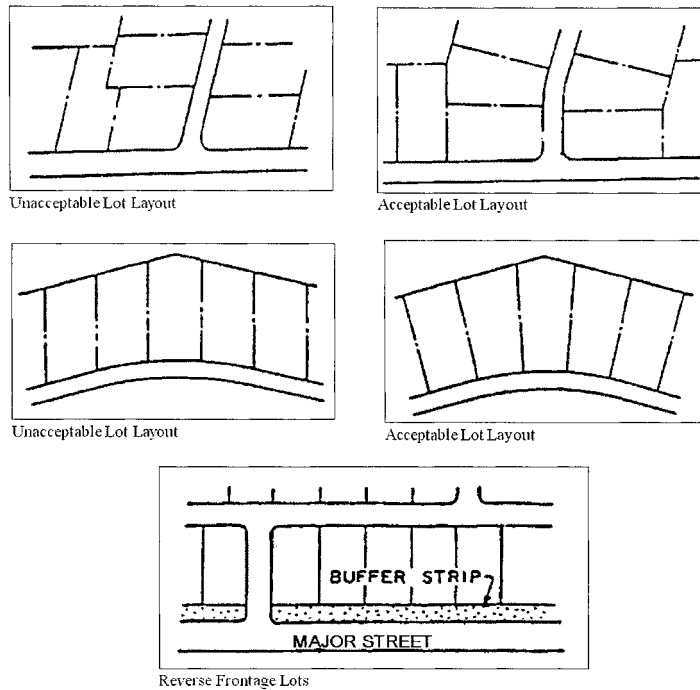 Unacceptable Lot Layout
Acceptable Lot Layout
Unacceptable Lot Layout
Acceptable Lot Layout
BUFFER STRIP
MAJOR STREET
Reverse Frontage Lots